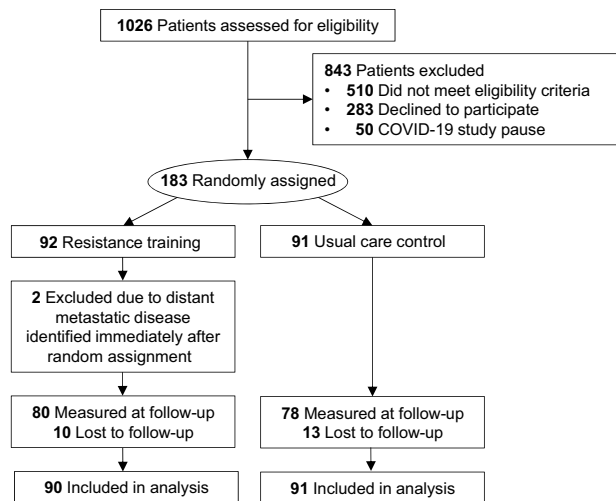 1026 Patients assessed for eligibility
843 Patients excluded
• 510 Did not meet eligibility criteria
• 283 Declined to participate
• 50 COVID-19 study pause
183 Randomly assigned
92 Resistance training
91 Usual care control
2 Excluded due to distant
metastatic disease
identified immediately after
random assignment
80 Measured at follow-up
10 Lost to follow-up
78 Measured at follow-up
13 Lost to follow-up
90 Included in analysis
91 Included in analysis